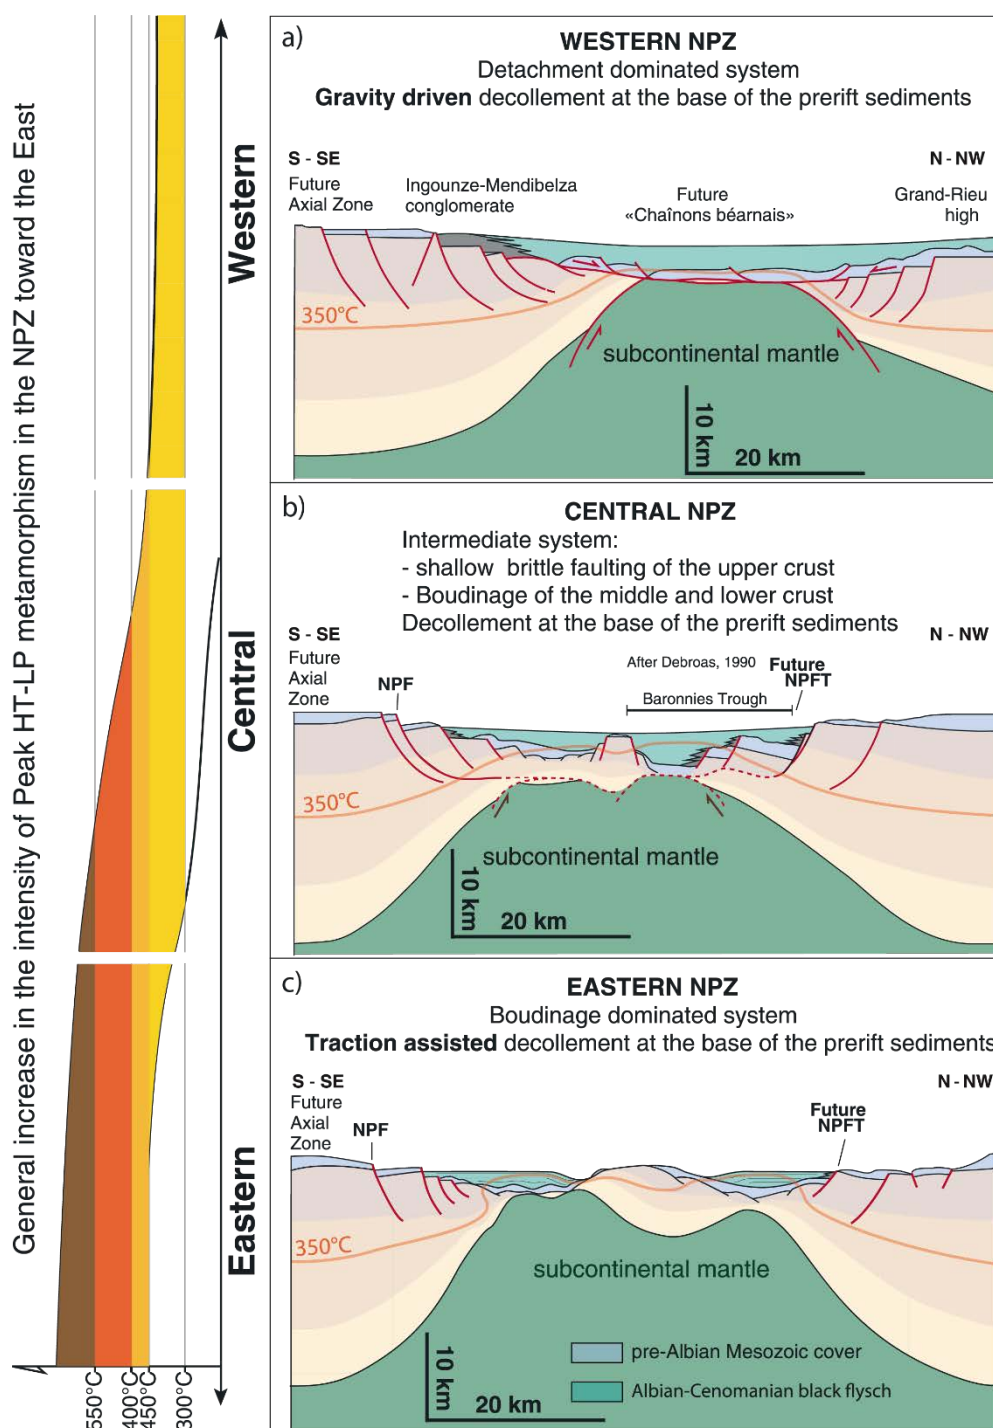 General increase in the intensity of Peak HT-LP metamorphism in the NPZ toward the East
Western
Central
Eastern
550°C
400°C
450°C
300°C
a)
WESTERN NPZ
Detachment dominated system
Gravity driven decollement at the base of the prerift sediments
S - SE
N - NW
Future
Axial Zone
Ingounze-Mendibelza
conglomerate
Future
«Chaînons béarnais»
Grand-Rieu
high
350°C
subcontinental mantle
10 km
20 km
b)
CENTRAL NPZ
Intermediate system:
- shallow brittle faulting of the upper crust
- Boudinage of the middle and lower crust
Decollement at the base of the prerift sediments
S - SE
N - NW
Future
Axial
Zone
NPF
After Debroas, 1990
Baronnies Trough
Future
NPFT
350°C
subcontinental mantle
10 km
20 km
c)
EASTERN NPZ
Boudinage dominated system
Traction assisted decollement at the base of the prerift sediments
S - SE
N - NW
Future
Axial
Zone
NPF
Future
NPFT
350°C
subcontinental mantle
10 km
20 km
pre-Albian Mesozoic cover
Albian-Cenomanian black flysch